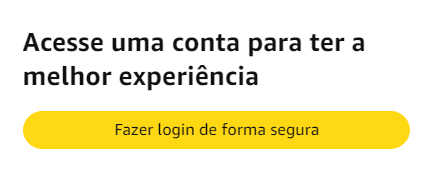 Acesse uma conta para ter a
melhor experiência
Fazer login de forma segura